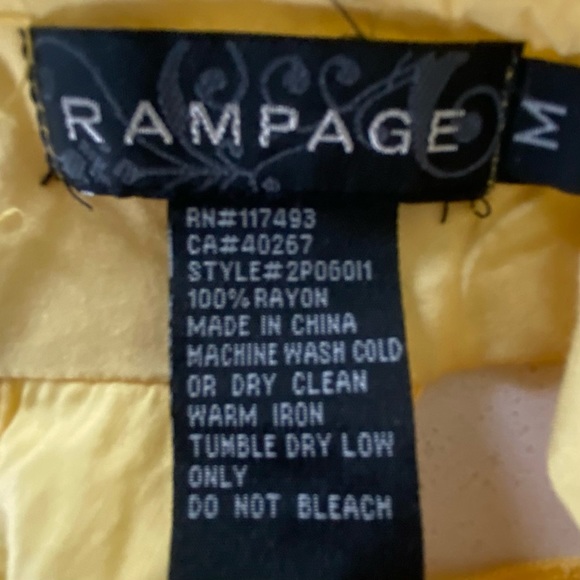 RAMPAGE
M
RN#117493
CA#40267
STYLE#2P06011
100% RAYON
MADE IN CHINA
MACHINE WASH COLD
OR DRY CLEAN
WARM IRON
TUMBLE DRY LOW
ONLY
DO NOT BLEACH